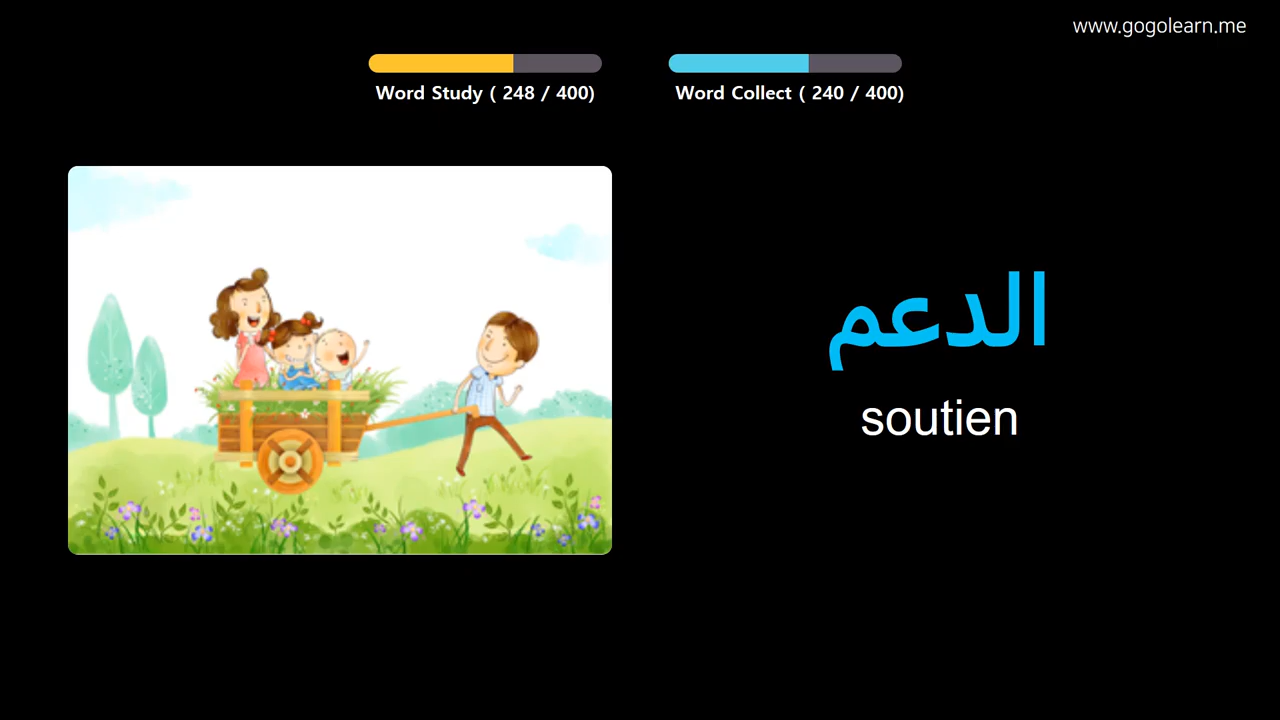 www.gogolearn.me
Word Study ( 248 / 400)
Word Collect ( 240 / 400)
الدعم
soutien